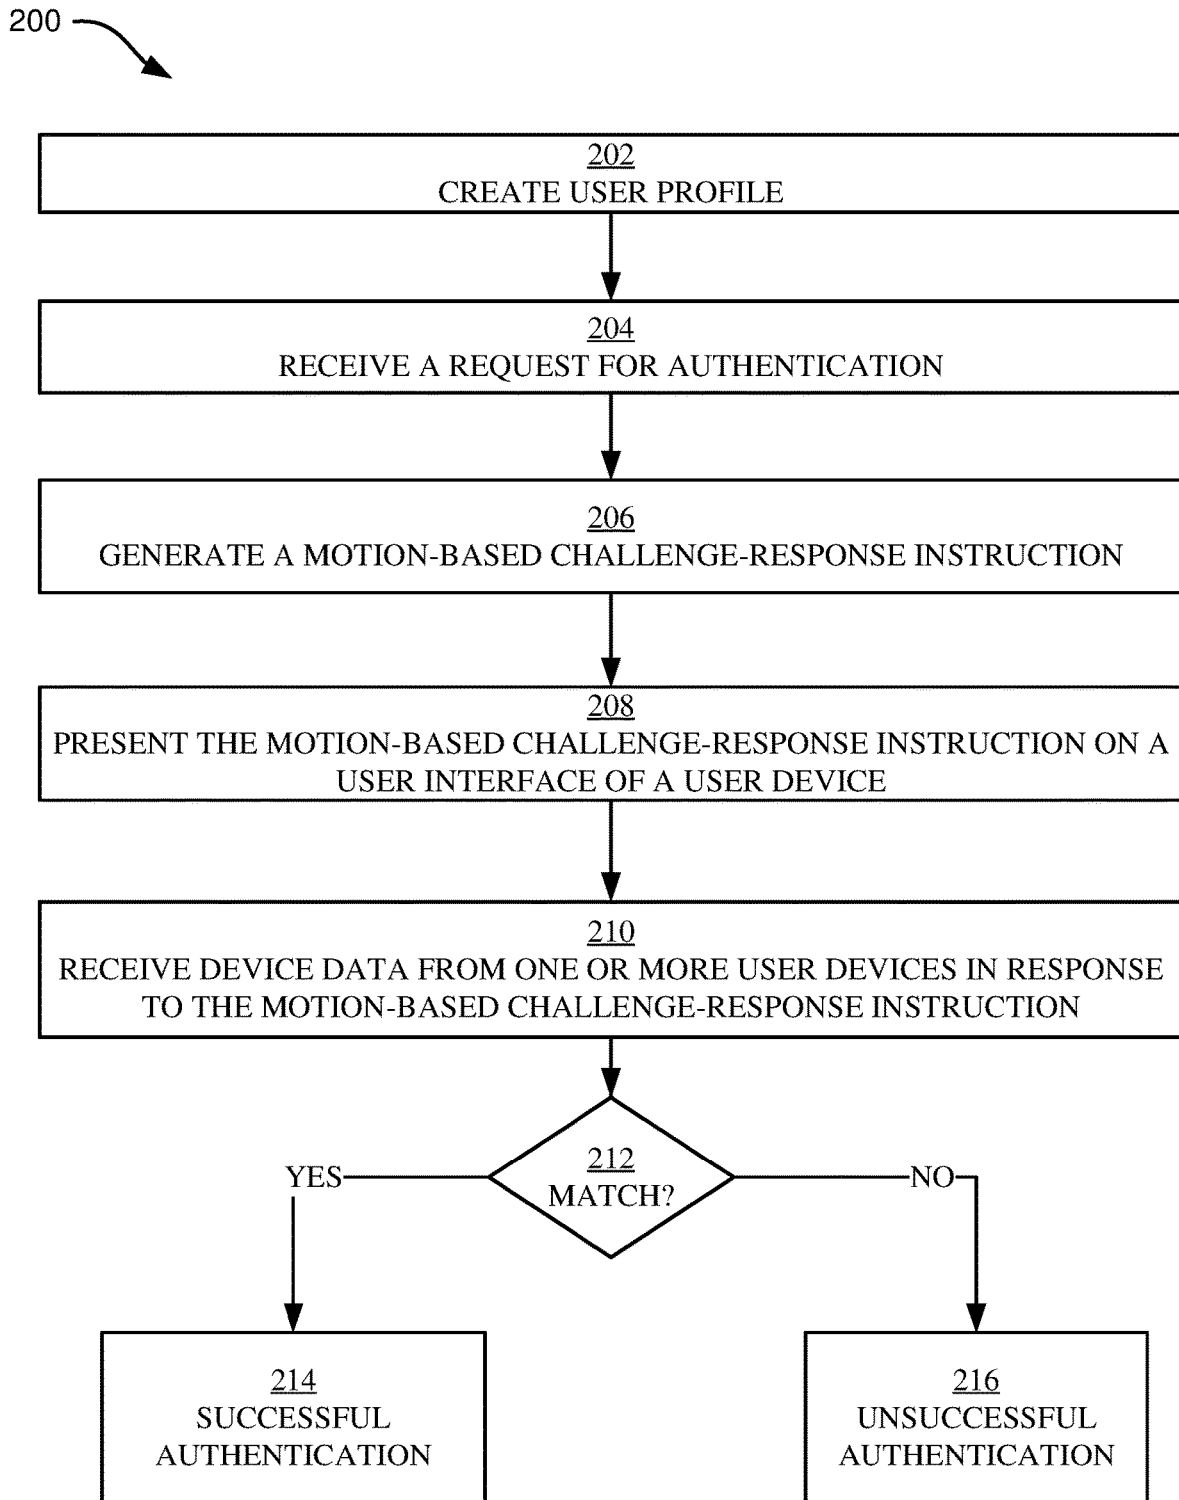 200
202
CREATE USER PROFILE
204
RECEIVE A REQUEST FOR AUTHENTICATION
206
GENERATE A MOTION-BASED CHALLENGE-RESPONSE INSTRUCTION
208
PRESENT THE MOTION-BASED CHALLENGE-RESPONSE INSTRUCTION ON A
USER INTERFACE OF A USER DEVICE
210
RECEIVE DEVICE DATA FROM ONE OR MORE USER DEVICES IN RESPONSE
TO THE MOTION-BASED CHALLENGE-RESPONSE INSTRUCTION
212
MATCH?
YES
NO
214
SUCCESSFUL
AUTHENTICATION
216
UNSUCCESSFUL
AUTHENTICATION